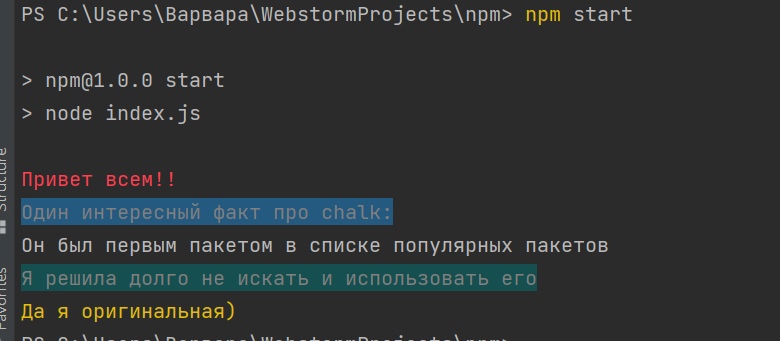 PS C:\Users\Варвара\WebstormProjects\npm> npm start
> npm@1.0.0 start
> node index.js
Привет всем!!
Один интересный факт про chalk:
Он был первым пакетом в списке популярных пакетов
Я решила долго не искать и использовать его
Да я оригинальная)
PS C:\Users\Варвара\WebstormProjects\npm>
Structure
Favorites